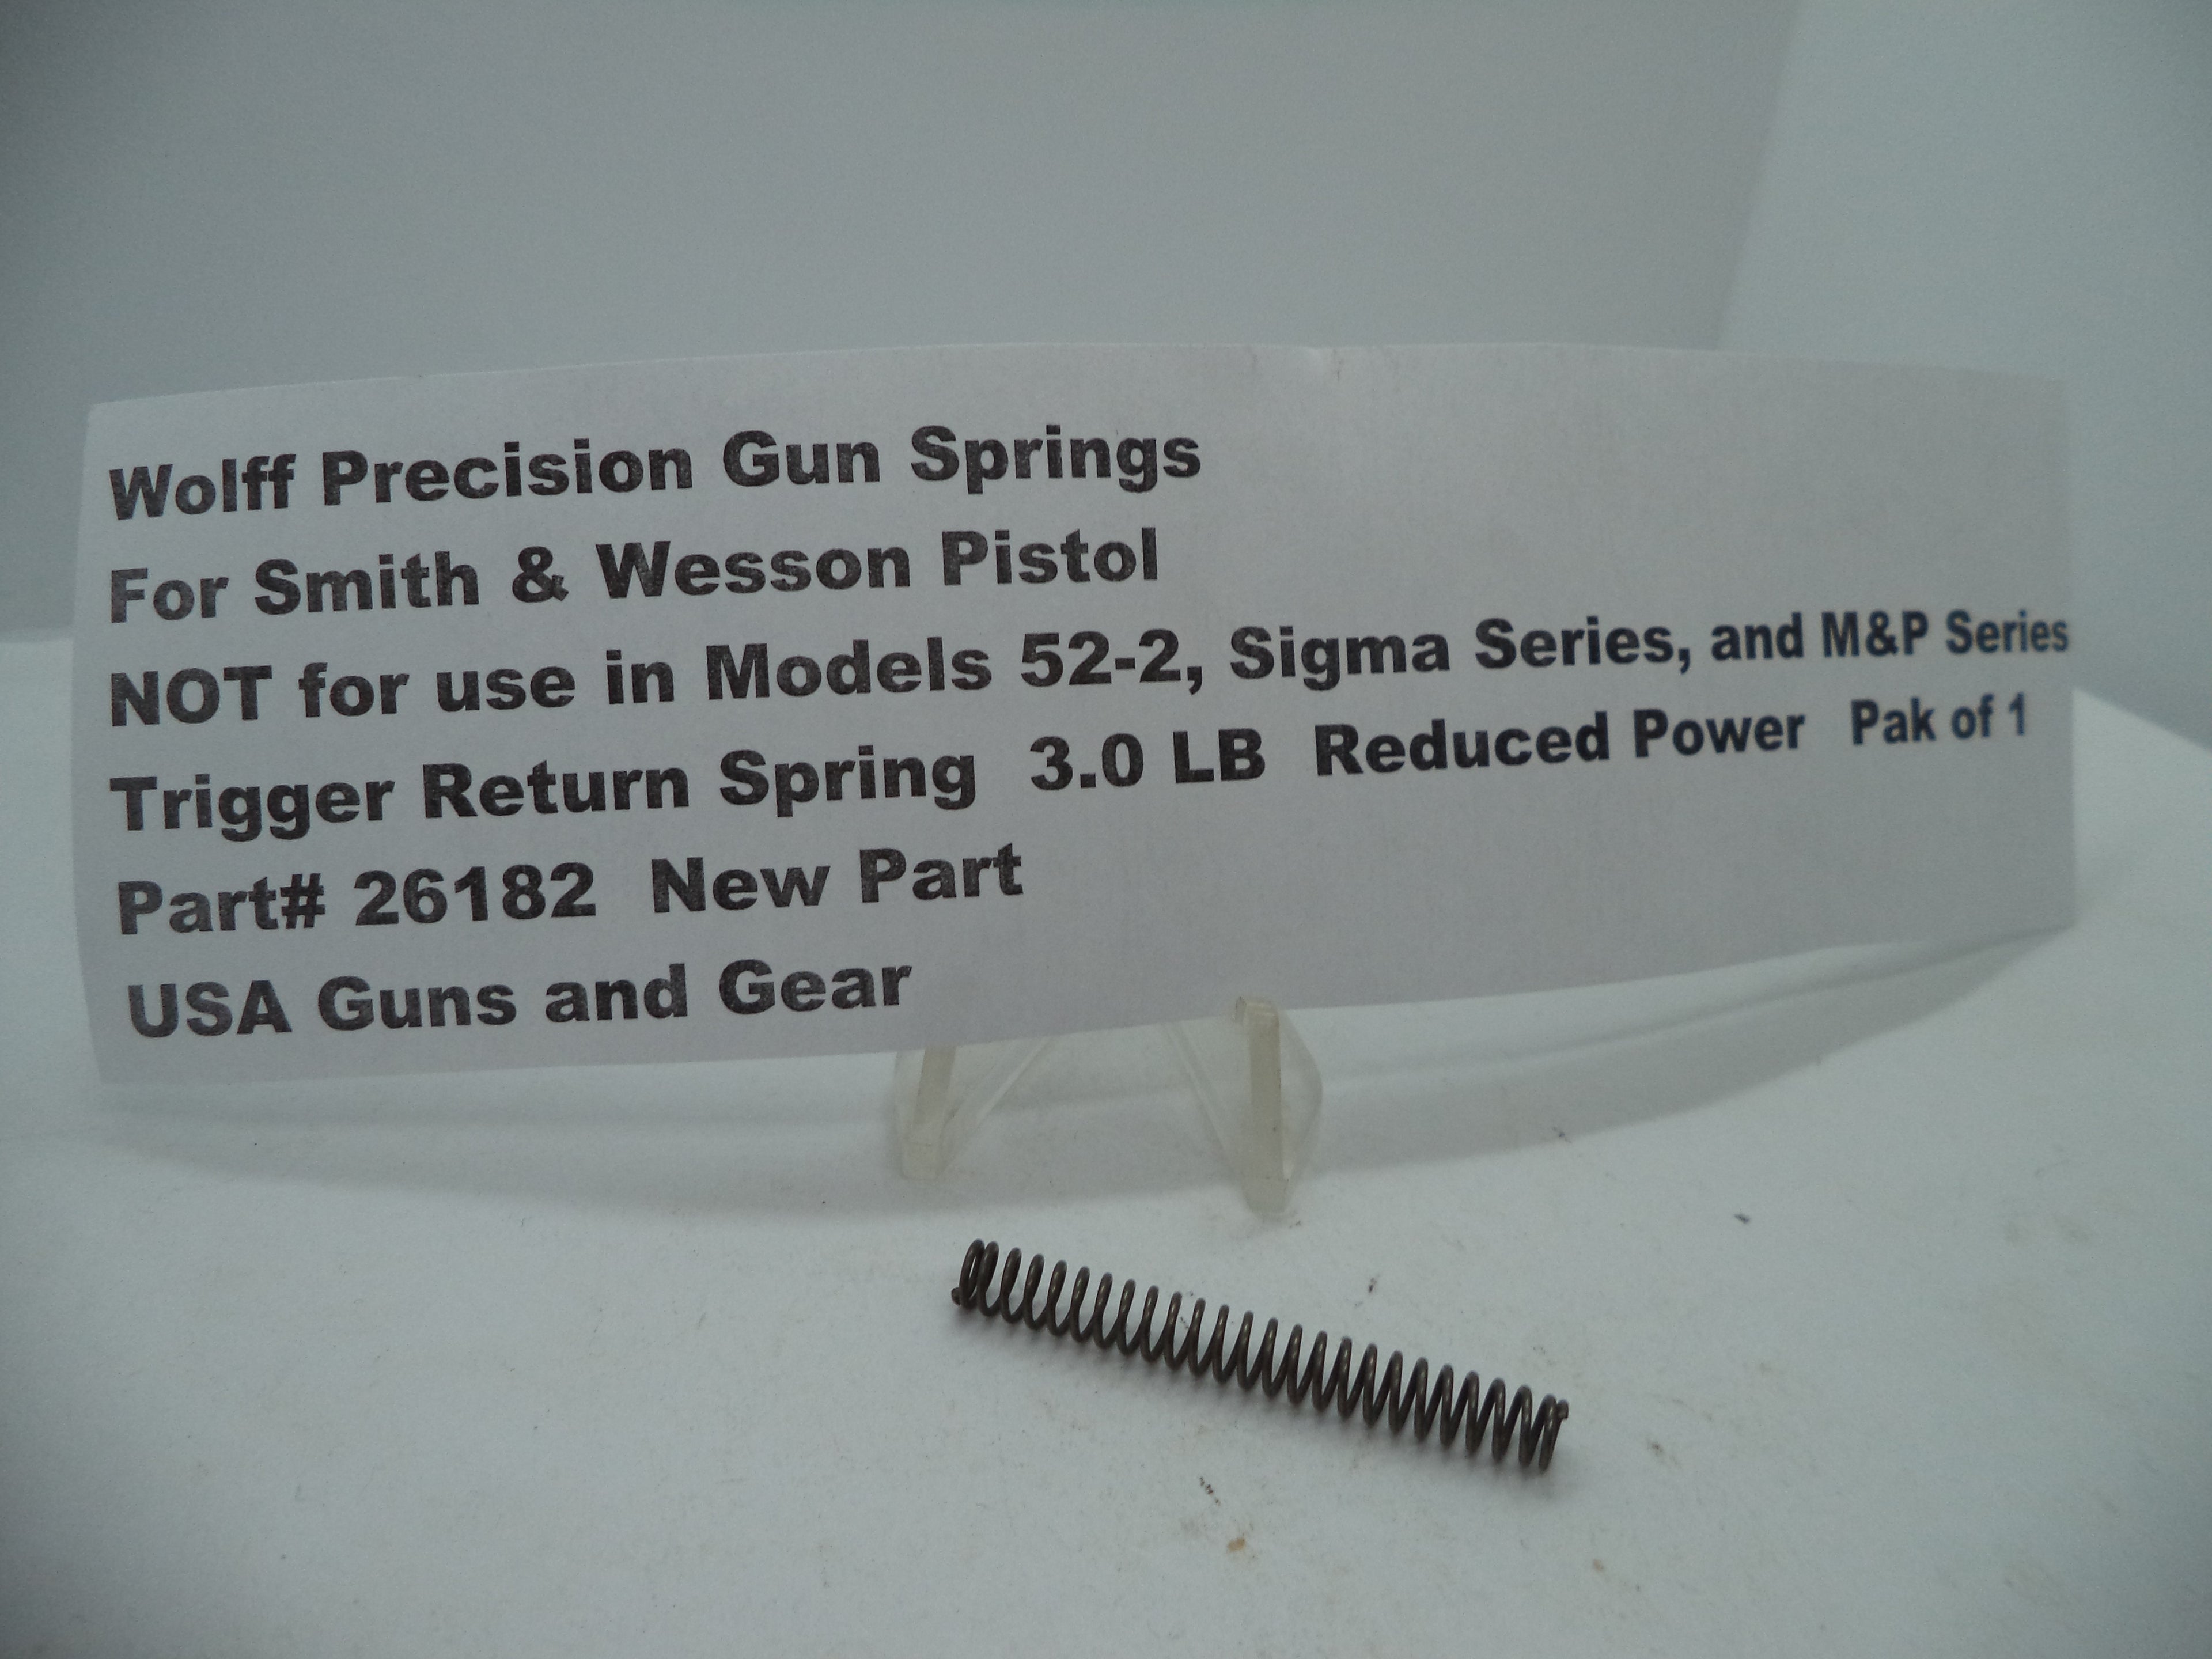 Wolff Precision Gun Springs
For Smith & Wesson Pistol
NOT for use in Models 52-2, Sigma Series, and M&P Series
Trigger Return Spring 3.0 LB Reduced Power Pak of 1
Part# 26182 New Part
USA Guns and Gear